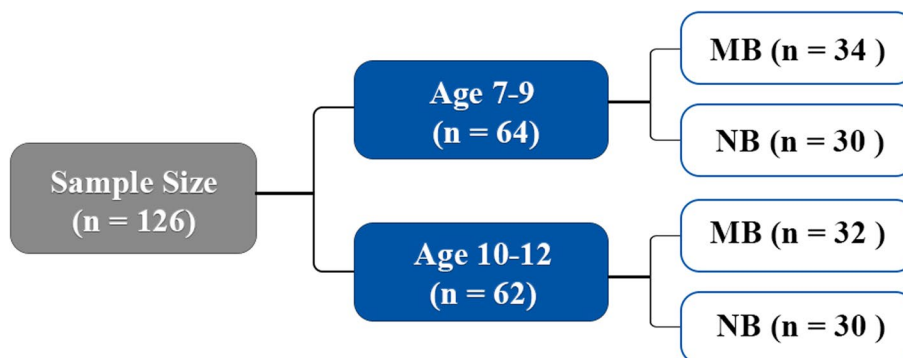 Sample Size
(n = 126)
Age 7-9
(n = 64)
MB (n = 34 )
NB (n = 30 )
Age 10-12
(n = 62)
MB (n = 32 )
NB (n = 30 )